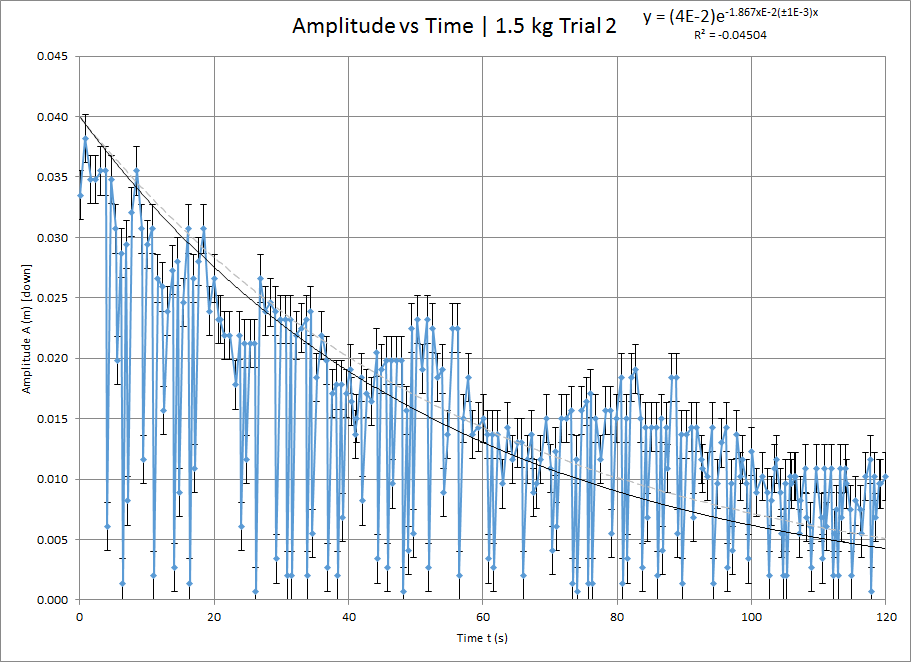 Amplitude vs Time | 1.5 kg Trial 2
y = (4E-2)e-1.867xE-2(±1E-3)x
R² = -0.04504
0.045
0.040
0.035
0.030
0.025
0.020
0.015
0.010
0.005
0.000
Amplitude A (m) [down]
0 20 40 60 80 100 120
Time t (s)